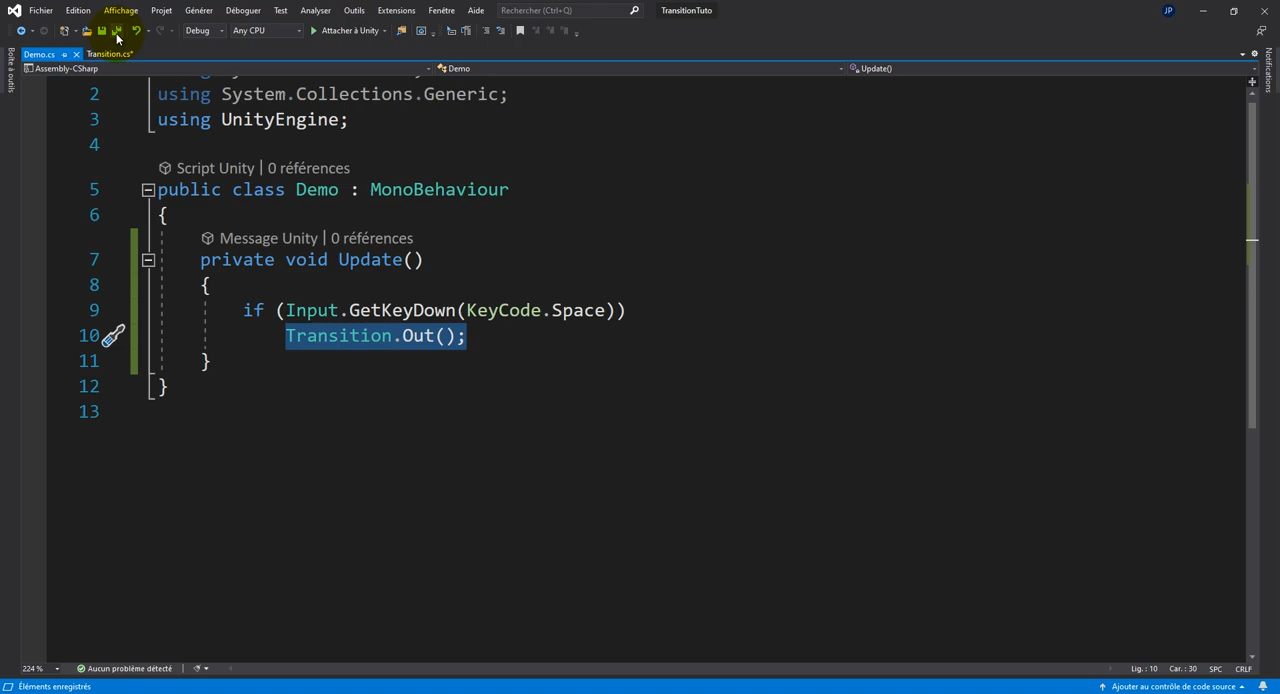 Fichier Edition Affichage Projet Générer Déboguer Test Analyser Outils Extensions Fenêtre Aide Rechercher (Ctrl+Q) TransitionTuto JP
Debug Any CPU Attacher à Unity
Demo.cs Transition.cs*
Assembly-CSharp Demo Update()
Boîte à outils
Notifications
2 using System.Collections.Generic;
3 using UnityEngine;
4
Script Unity | 0 références
5 public class Demo : MonoBehaviour
6 {
Message Unity | 0 références
7 private void Update()
8 {
9 if (Input.GetKeyDown(KeyCode.Space))
10 Transition.Out();
11 }
12 }
13
224 % Aucun problème détecté Lig. : 10 Car. : 30 SPC CRLF
Éléments enregistrés Ajouter au contrôle de code source